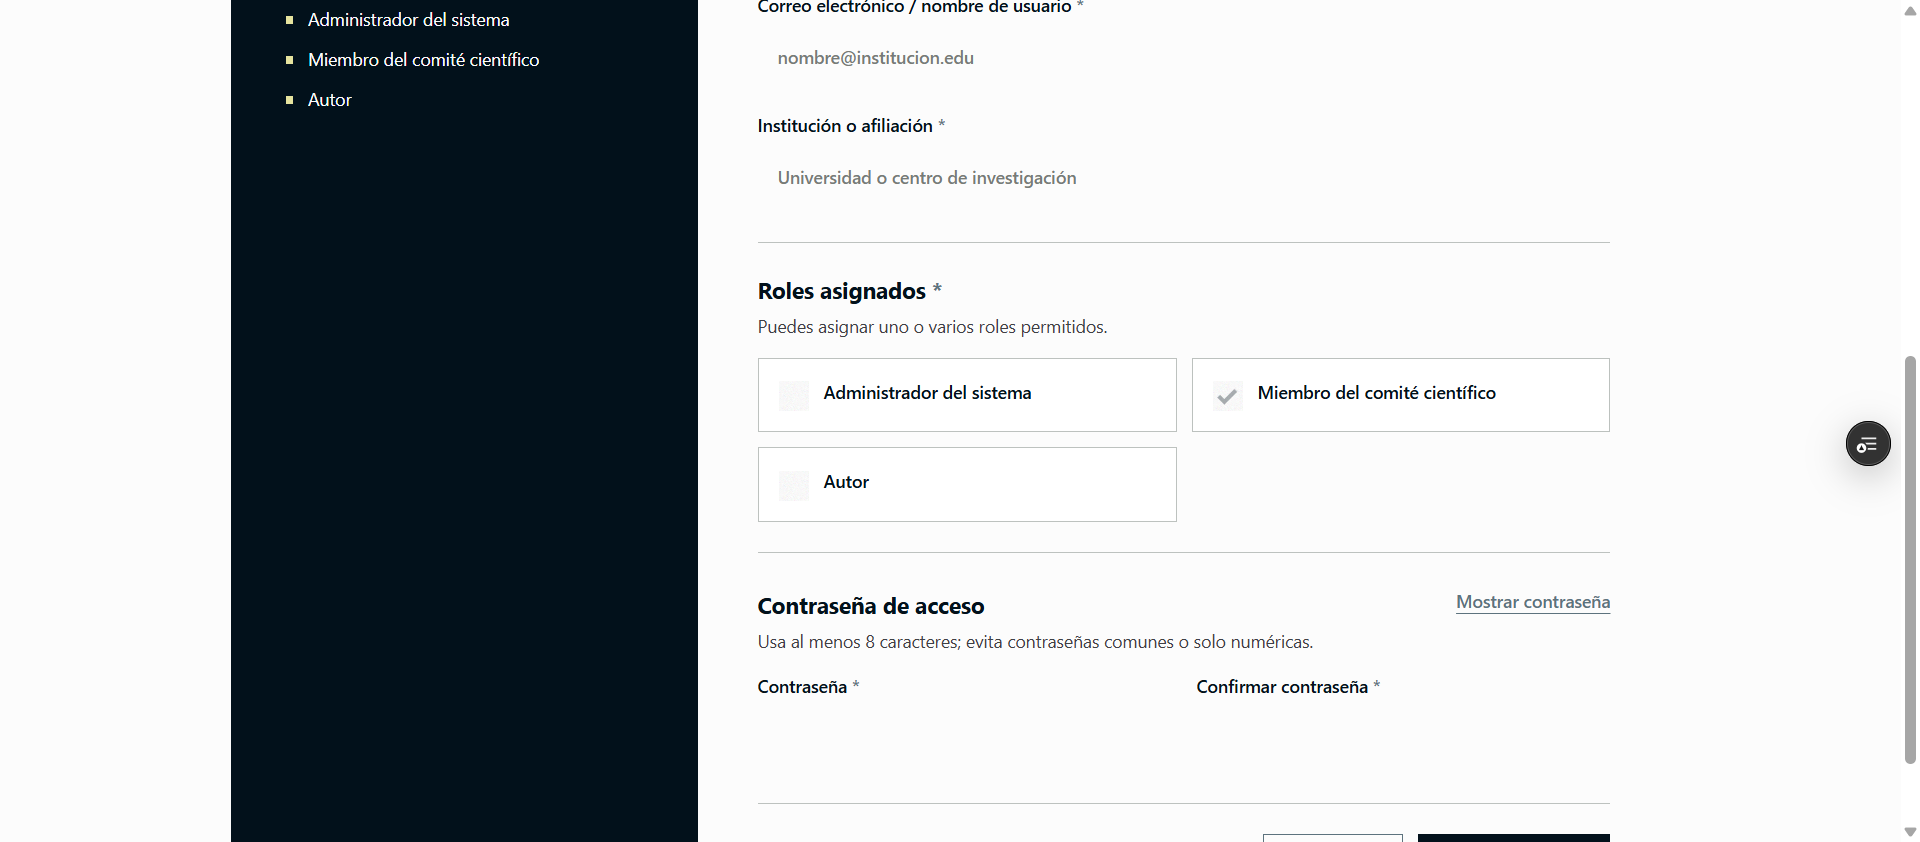 Administrador del sistema
Miembro del comité científico
Autor
Correo electrónico / nombre de usuario *
nombre@institucion.edu
Institución o afiliación *
Universidad o centro de investigación
Roles asignados *
Puedes asignar uno o varios roles permitidos.
Administrador del sistema
Miembro del comité científico
Autor
Contraseña de acceso
Mostrar contraseña
Usa al menos 8 caracteres; evita contraseñas comunes o solo numéricas.
Contraseña *
Confirmar contraseña *